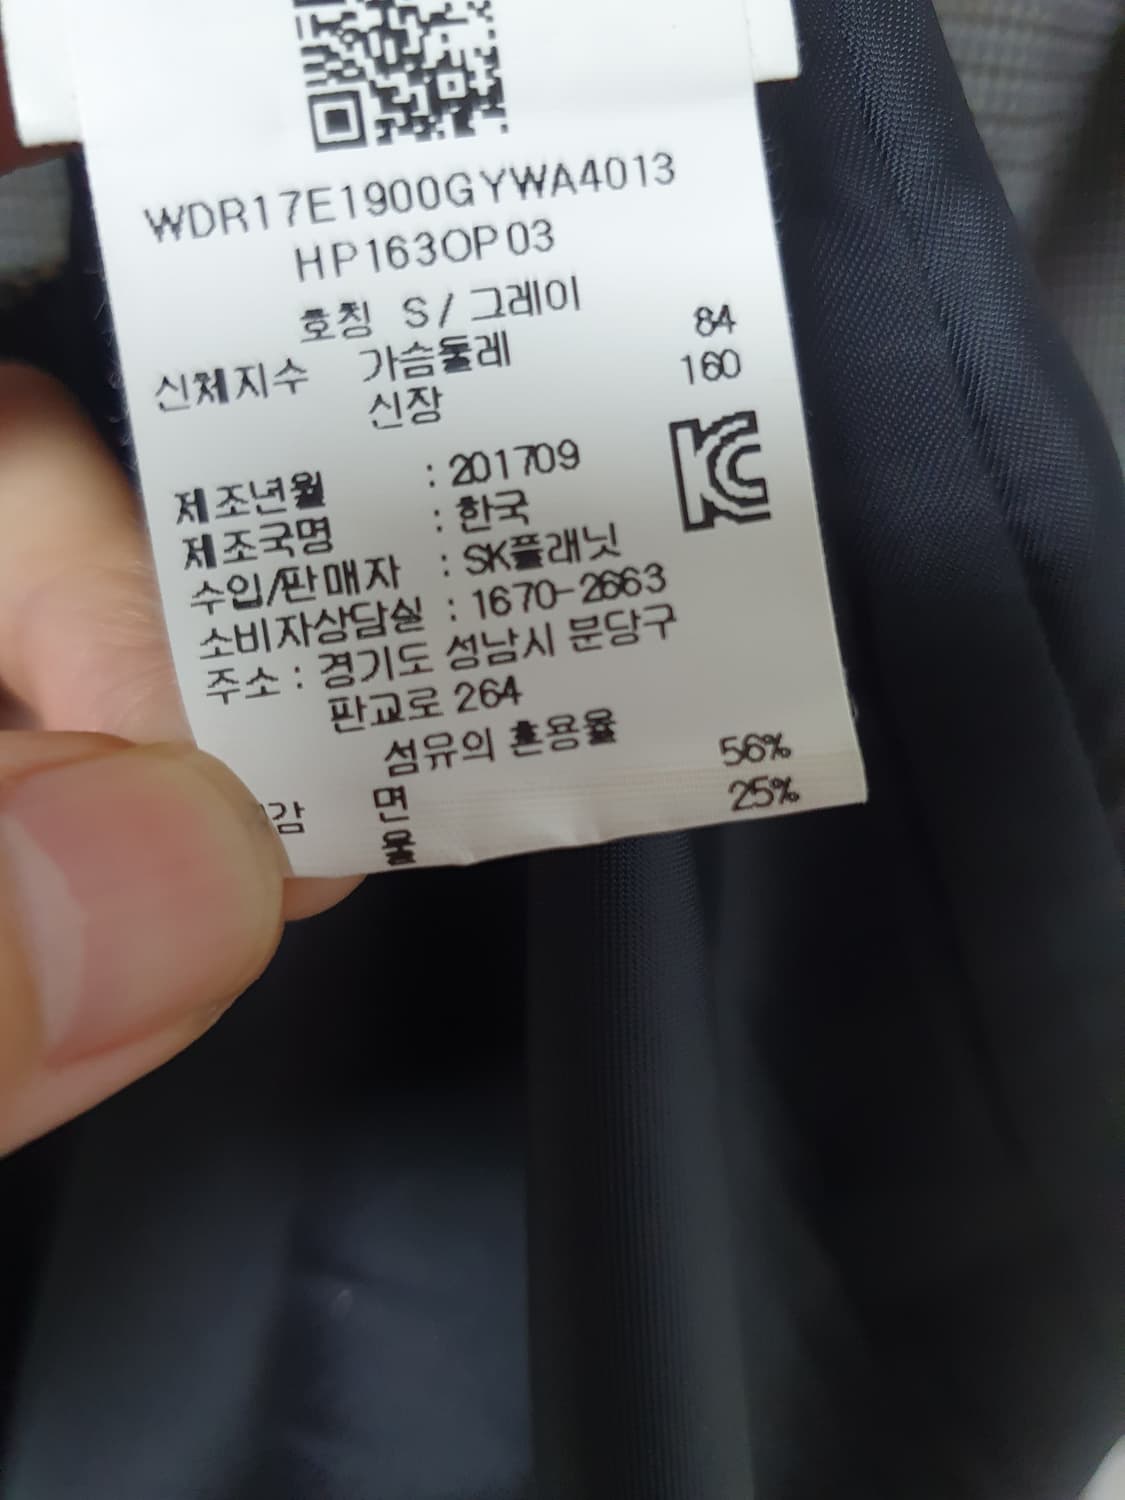 WDR17E1900GYWA4013
HP163OP03
호칭 S / 그레이
신체지수 가슴둘레 84
신장 160
제조년월 : 201709
제조국명 : 한국
수입/판매자 : SK플래닛
소비자상담실 : 1670-2663
주소 : 경기도 성남시 분당구
판교로 264
섬유의 혼용율
감 면 56%
울 25%
KC